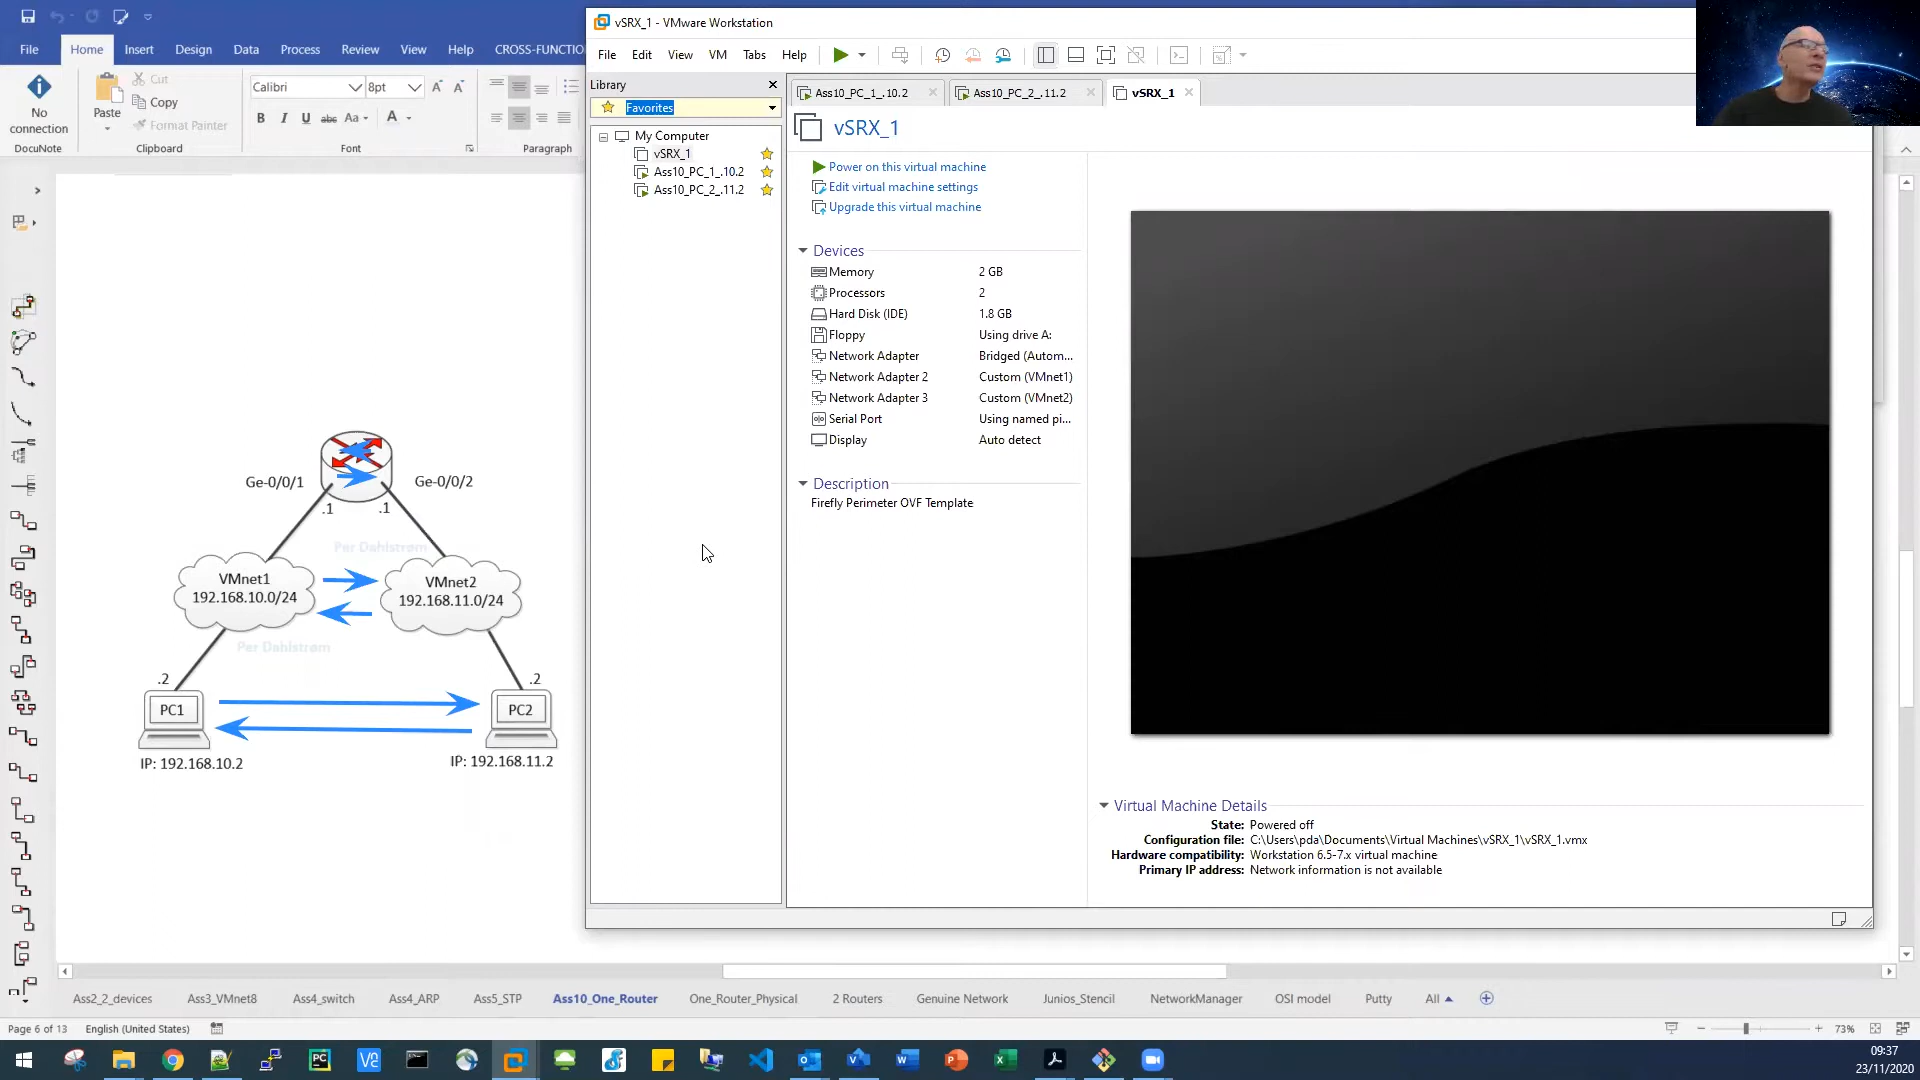 File
Home
Insert
Design
Data
Process
Review
View
Help
CROSS-FUNCTIO
No connection
DocuNote
Paste
Cut
Copy
Format Painter
Clipboard
Calibri
8pt
Font
Paragraph
Ge-0/0/1
Ge-0/0/2
.1
.1
Per Dahlstrøm
VMnet1
192.168.10.0/24
VMnet2
192.168.11.0/24
Per Dahlstrøm
.2
.2
PC1
PC2
IP: 192.168.10.2
IP: 192.168.11.2
vSRX_1 - VMware Workstation
File Edit View VM Tabs Help
Library
Favorites
My Computer
vSRX_1
Ass10_PC_1_.10.2
Ass10_PC_2_.11.2
Ass10_PC_1_.10.2
Ass10_PC_2_.11.2
vSRX_1
vSRX_1
Power on this virtual machine
Edit virtual machine settings
Upgrade this virtual machine
Devices
Memory 2 GB
Processors 2
Hard Disk (IDE) 1.8 GB
Floppy Using drive A:
Network Adapter Bridged (Autom...
Network Adapter 2 Custom (VMnet1)
Network Adapter 3 Custom (VMnet2)
Serial Port Using named pi...
Display Auto detect
Description
Firefly Perimeter OVF Template
Virtual Machine Details
State: Powered off
Configuration file: C:\Users\pda\Documents\Virtual Machines\vSRX_1\vSRX_1.vmx
Hardware compatibility: Workstation 6.5-7.x virtual machine
Primary IP address: Network information is not available
Ass2_2_devices
Ass3_VMnet8
Ass4_switch
Ass4_ARP
Ass5_STP
Ass10_One_Router
One_Router_Physical
2 Routers
Genuine Network
Junios_Stencil
NetworkManager
OSI model
Putty
All
Page 6 of 13
English (United States)
73%
09:37
23/11/2020